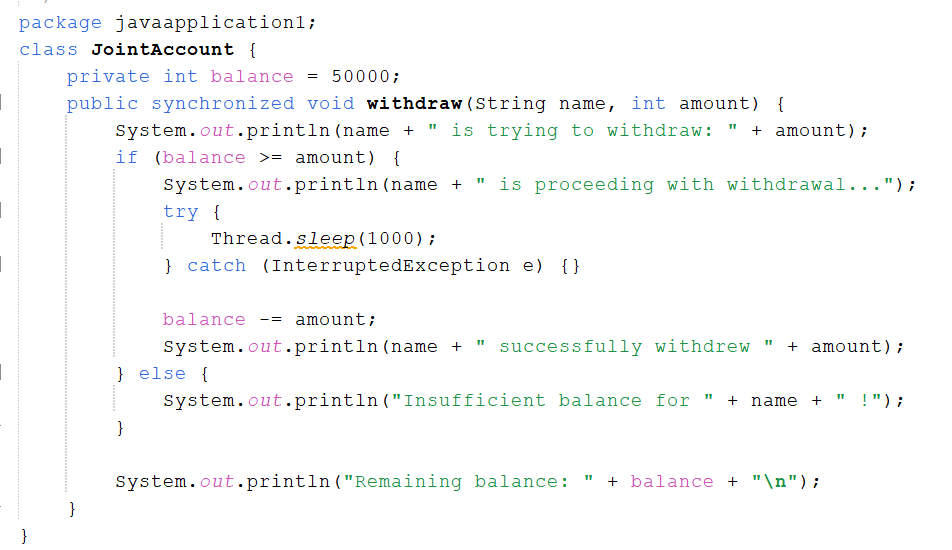 package javaapplication1;
class JointAccount {
    private int balance = 50000;
    public synchronized void withdraw(String name, int amount) {
        System.out.println(name + " is trying to withdraw: " + amount);
        if (balance >= amount) {
            System.out.println(name + " is proceeding with withdrawal...");
            try {
                Thread.sleep(1000);
            } catch (InterruptedException e) {}

            balance -= amount;
            System.out.println(name + " successfully withdrew " + amount);
        } else {
            System.out.println("Insufficient balance for " + name + " !");
        }

        System.out.println("Remaining balance: " + balance + "\n");
    }
}